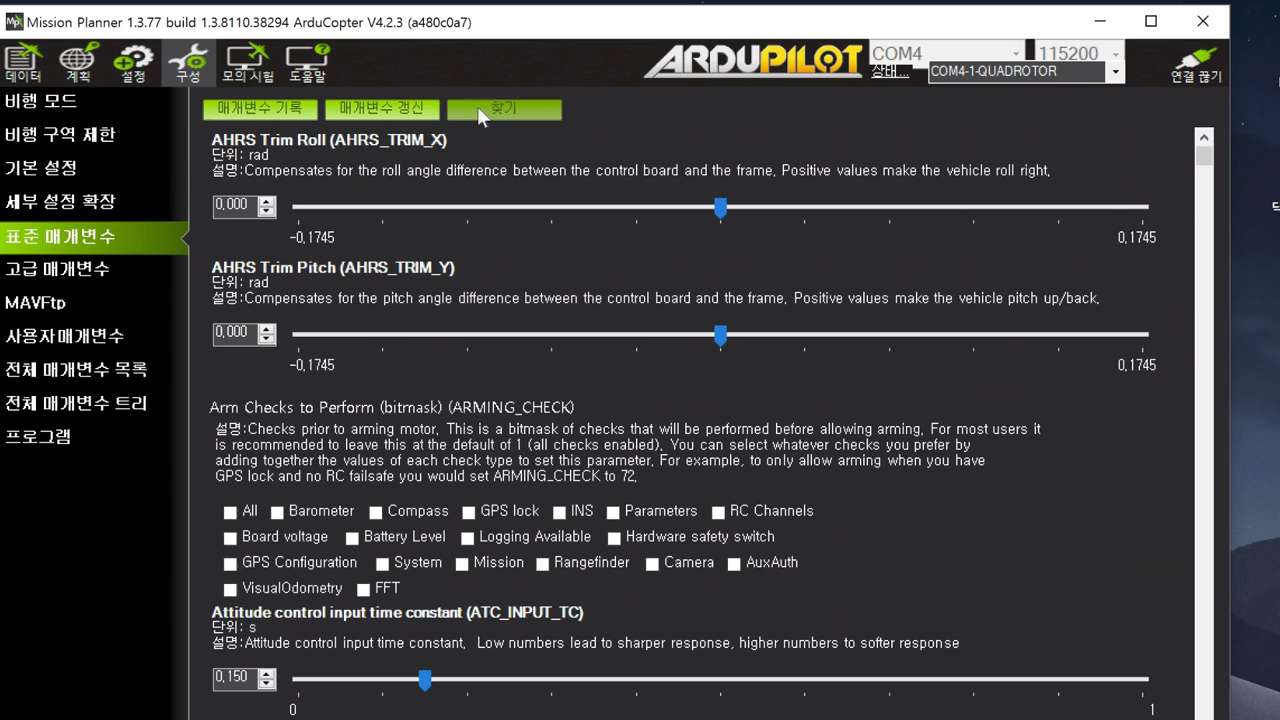 Mission Planner 1.3.77 build 1.3.8110.38294 ArduCopter V4.2.3 (a480c0a7)
데이터 계획 설정 구성 모의 시험 도움말
ARDUPILOT
COM4 115200
상태...
COM4-1-QUADROTOR
연결 끊기
비행 모드
비행 구역 제한
기본 설정
세부 설정 확장
표준 매개변수
고급 매개변수
MAVFtp
사용자매개변수
전체 매개변수 목록
전체 매개변수 트리
프로그램
매개변수 기록 매개변수 갱신 찾기
AHRS Trim Roll (AHRS_TRIM_X)
단위: rad
설명:Compensates for the roll angle difference between the control board and the frame. Positive values make the vehicle roll right.
0.000
-0.1745 0.1745
AHRS Trim Pitch (AHRS_TRIM_Y)
단위: rad
설명:Compensates for the pitch angle difference between the control board and the frame. Positive values make the vehicle pitch up/back.
0.000
-0.1745 0.1745
Arm Checks to Perform (bitmask) (ARMING_CHECK)
설명:Checks prior to arming motor. This is a bitmask of checks that will be performed before allowing arming. For most users it
is recommended to leave this at the default of 1 (all checks enabled). You can select whatever checks you prefer by
adding together the values of each check type to set this parameter. For example, to only allow arming when you have
GPS lock and no RC failsafe you would set ARMING_CHECK to 72.
All Barometer Compass GPS lock INS Parameters RC Channels
Board voltage Battery Level Logging Available Hardware safety switch
GPS Configuration System Mission Rangefinder Camera AuxAuth
VisualOdometry FFT
Attitude control input time constant (ATC_INPUT_TC)
단위: s
설명:Attitude control input time constant. Low numbers lead to sharper response, higher numbers to softer response
0.150
0 1